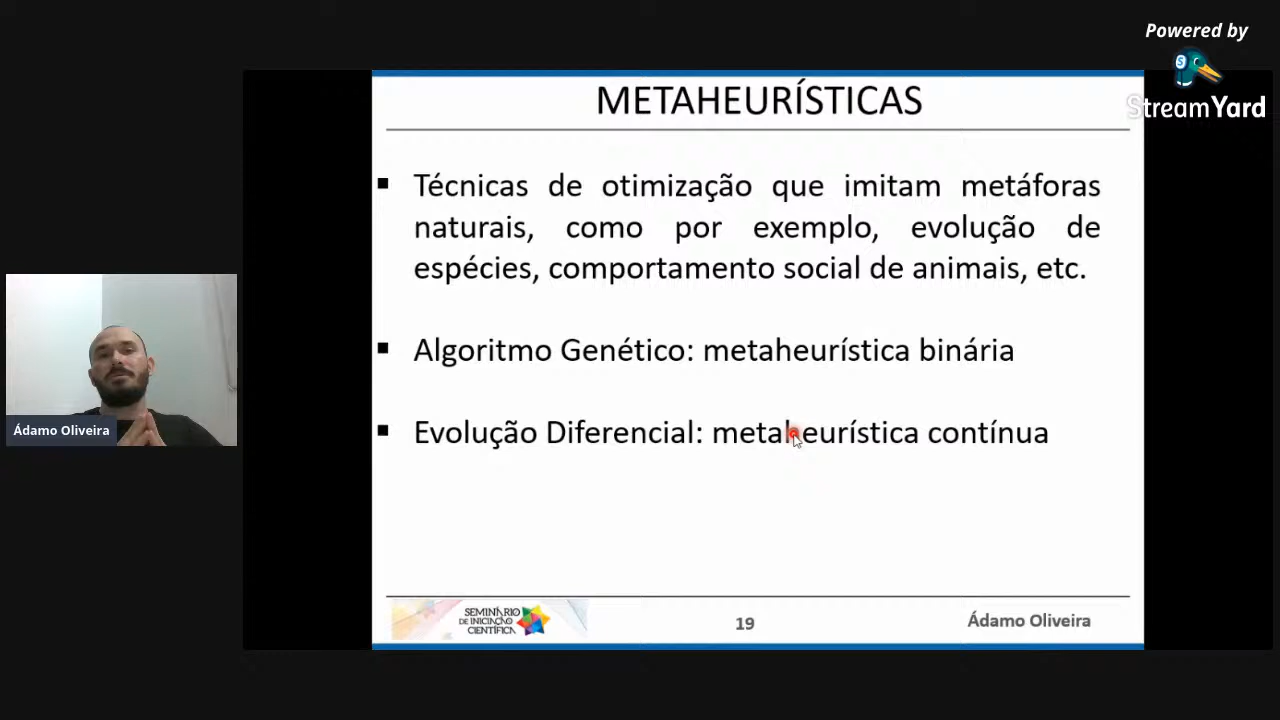 Powered by
StreamYard
METAHEURÍSTICAS
▪ Técnicas de otimização que imitam metáforas
naturais, como por exemplo, evolução de
espécies, comportamento social de animais, etc.
▪ Algoritmo Genético: metaheurística binária
▪ Evolução Diferencial: metaheurística contínua
Ádamo Oliveira
SEMINÁRIO
DE INICIAÇÃO
CIENTÍFICA
19
Ádamo Oliveira